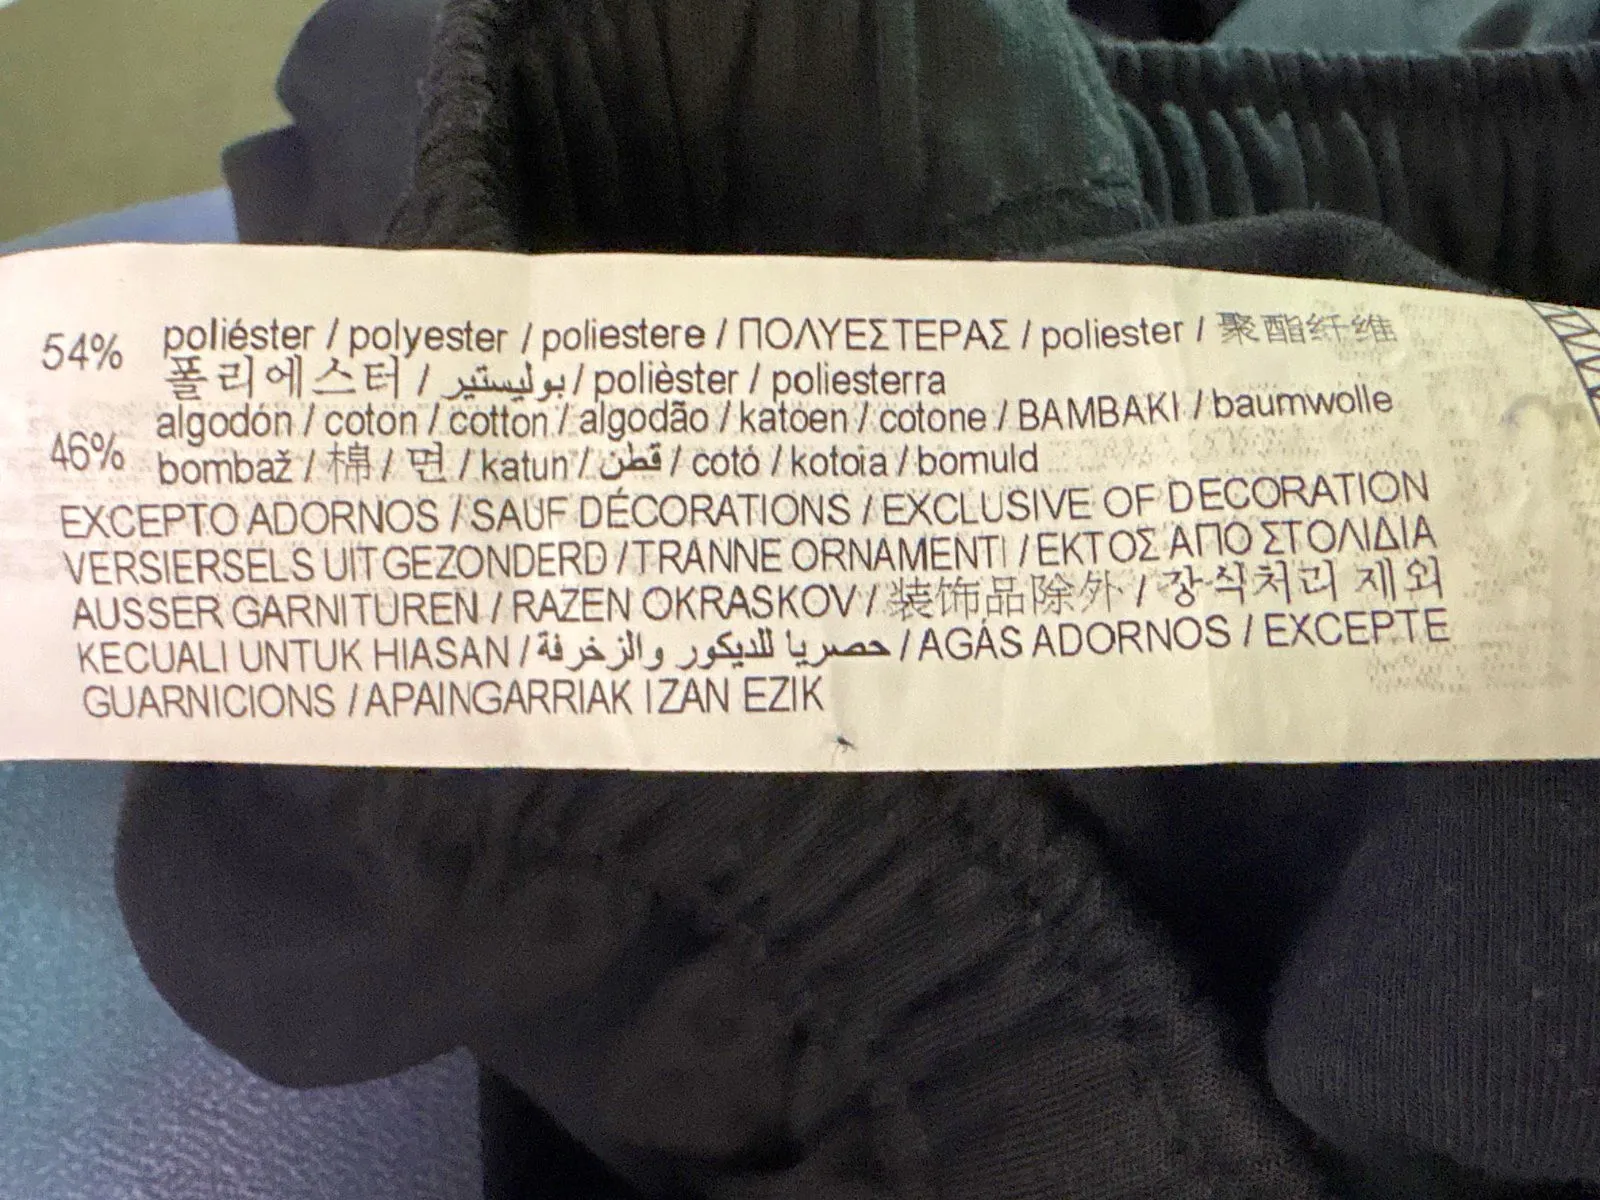 54% poliéster / polyester / poliestere / ΠΟΛΥΕΣΤΕΡΑΣ / poliester / 聚酯纤维
폴리에스터 / بوليستير / polièster / poliesterra
46% algodón / coton / cotton / algodão / katoen / cotone / BAMBAKI / baumwolle
bombaž / 棉 / 면 / katun / قطن / cotó / kotoia / bomuld
EXCEPTO ADORNOS / SAUF DÉCORATIONS / EXCLUSIVE OF DECORATION
VERSIERSELS UITGEZONDERD / TRANNE ORNAMENTI / ΕΚΤΟΣ ΑΠΟ ΣΤΟΛΙΔΙΑ
AUSSER GARNITUREN / RAZEN OKRASKOV / 装饰品除外 / 장식처리 제외
KECUALI UNTUK HIASAN / حصريا للديكور والزخرفة / AGÁS ADORNOS / EXCEPTE
GUARNICIONS / APAINGARRIAK IZAN EZIK